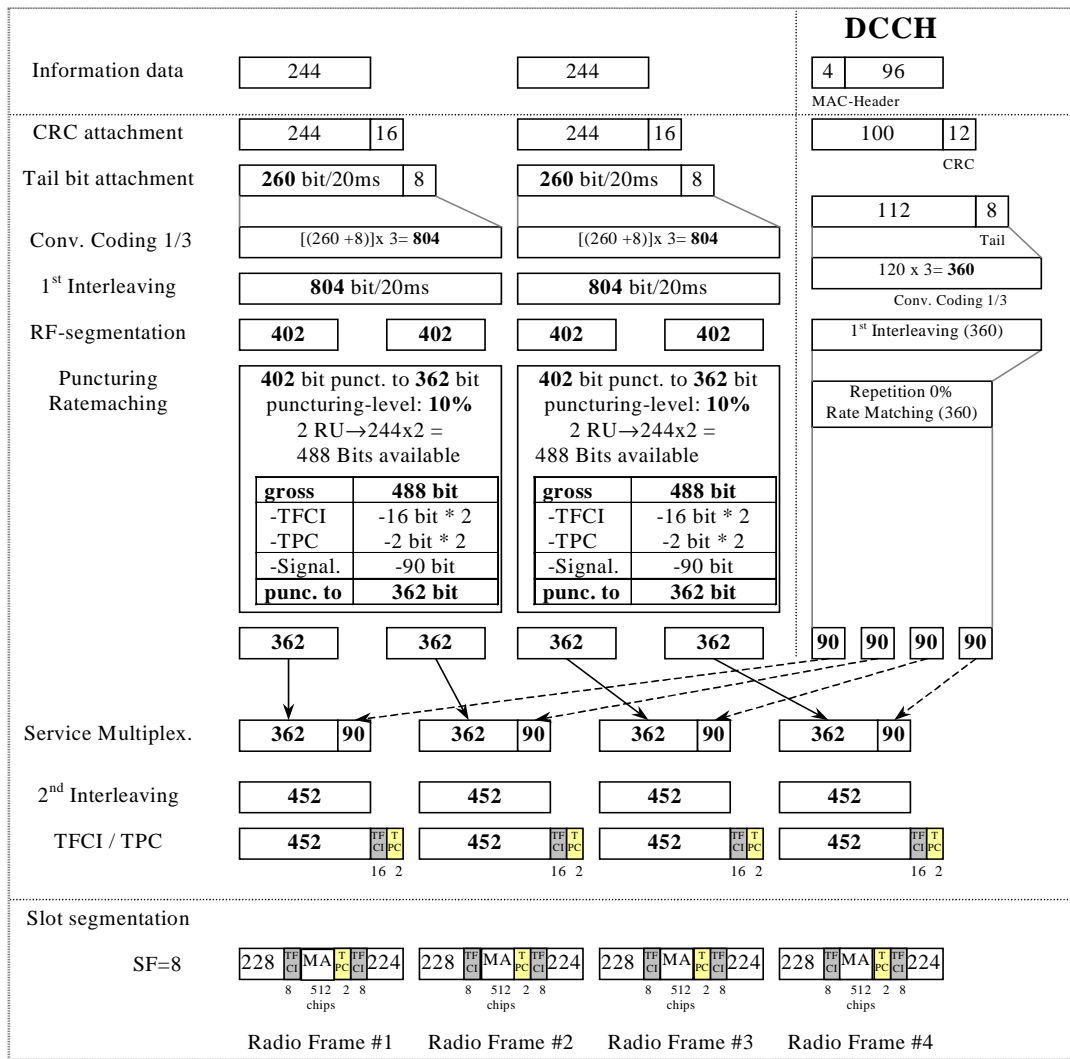 DCCH
Information data 244 244 4 96
MAC-Header
CRC attachment 244 16 244 16 100 12
CRC
Tail bit attachment 260 bit/20ms 8 260 bit/20ms 8
112 8
Tail
Conv. Coding 1/3 [(260 +8)]x 3= 804 [(260 +8)]x 3= 804
120 x 3= 360
Conv. Coding 1/3
1st Interleaving 804 bit/20ms 804 bit/20ms
RF-segmentation 402 402 402 402 1st Interleaving (360)
Puncturing
Ratemaching
402 bit punct. to 362 bit
puncturing-level: 10%
2 RU→244x2 =
488 Bits available
gross 488 bit
-TFCI -16 bit * 2
-TPC -2 bit * 2
-Signal. -90 bit
punc. to 362 bit
402 bit punct. to 362 bit
puncturing-level: 10%
2 RU→244x2 =
488 Bits available
gross 488 bit
-TFCI -16 bit * 2
-TPC -2 bit * 2
-Signal. -90 bit
punc. to 362 bit
Repetition 0%
Rate Matching (360)
362 362 362 362 90 90 90 90
Service Multiplex. 362 90 362 90 362 90 362 90
2nd Interleaving 452 452 452 452
TFCI / TPC 452 TF CI T PC 452 TF CI T PC 452 TF CI T PC 452 TF CI T PC
16 2 16 2 16 2 16 2
Slot segmentation
SF=8 228 TF CI MA T PC TF CI 224 228 TF CI MA T PC TF CI 224 228 TF CI MA T PC TF CI 224 228 TF CI MA T PC TF CI 224
8 512 2 8 8 512 2 8 8 512 2 8 8 512 2 8
chips chips chips chips
Radio Frame #1 Radio Frame #2 Radio Frame #3 Radio Frame #4